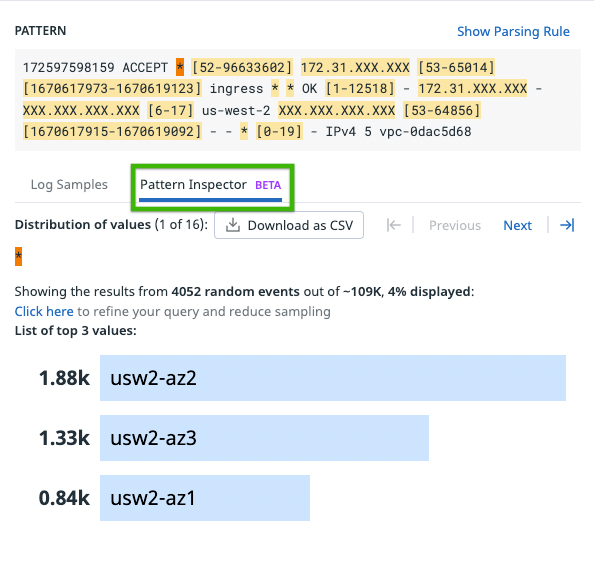 PATTERN
Show Parsing Rule
172597598159 ACCEPT * [52-96633602] 172.31.XXX.XXX [53-65014]
[1670617973-1670619123] ingress * * OK [1-12518] - 172.31.XXX.XXX -
XXX.XXX.XXX.XXX [6-17] us-west-2 XXX.XXX.XXX.XXX [53-64856]
[1670617915-1670619092] - - * [0-19] - IPv4 5 vpc-0dac5d68
Log Samples
Pattern Inspector BETA
Distribution of values (1 of 16):
Download as CSV
Previous
Next
*
Showing the results from 4052 random events out of ~109K, 4% displayed:
Click here to refine your query and reduce sampling
List of top 3 values:
1.88k usw2-az2
1.33k usw2-az3
0.84k usw2-az1